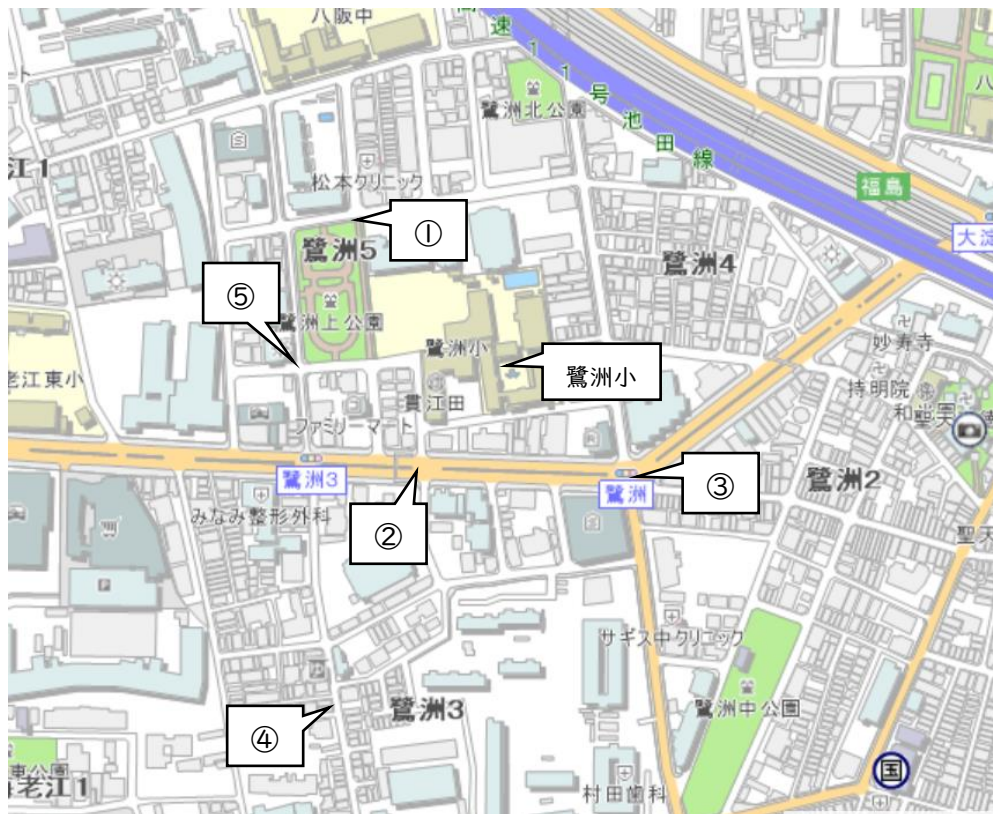 八阪中
高速11号池田線
鷺洲北公園
江1
松本クリニック
福島
大淀
①
鷺洲5
鷺洲4
⑤
鷺洲上公園
妙寿寺
鷺洲小
鷺洲小
老江東小
持明院
貫江田
ファミリーマート
鷺洲3
鷺洲
③
鷺洲2
みなみ整形外科
②
聖天
サギス中クリニック
鷺洲3
鷺洲中公園
④
国
東公園
老江1
村田歯科